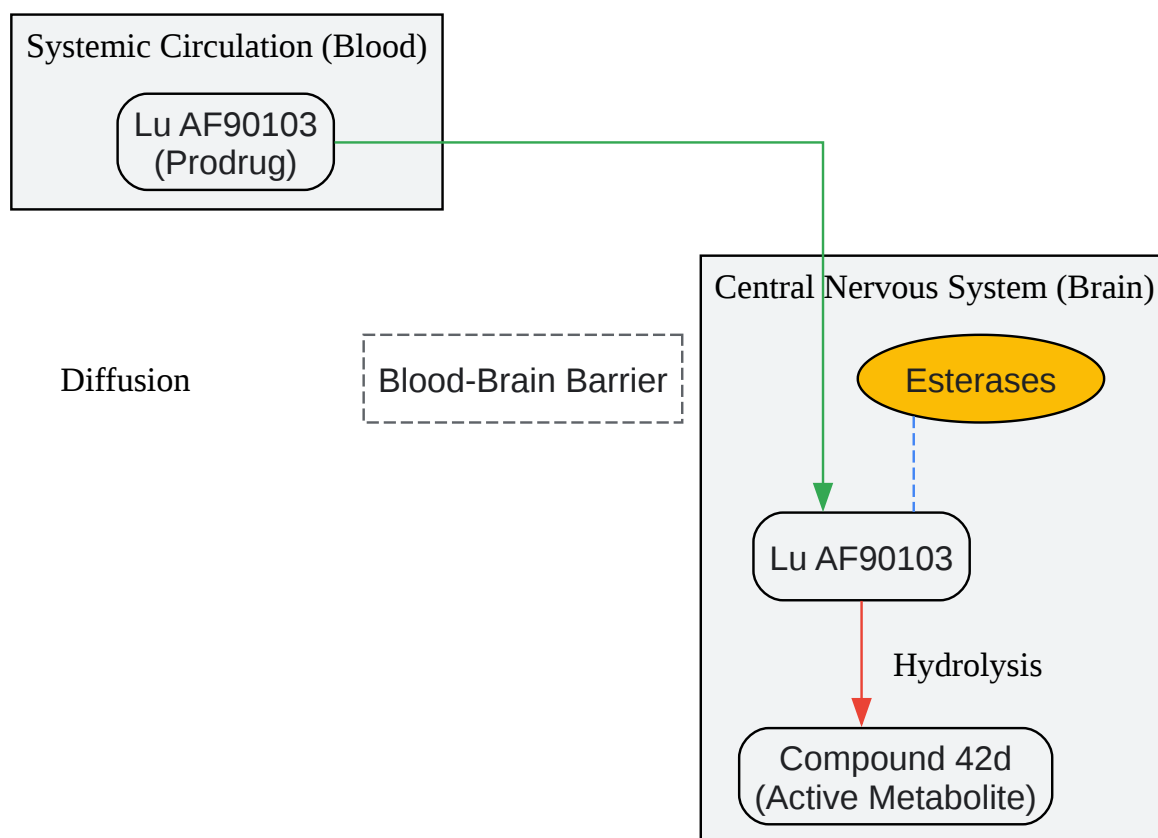 Systemic Circulation (Blood)
Lu AF90103
(Prodrug)
Central Nervous System (Brain)
Diffusion
Blood-Brain Barrier
Esterases
Lu AF90103
Hydrolysis
Compound 42d
(Active Metabolite)